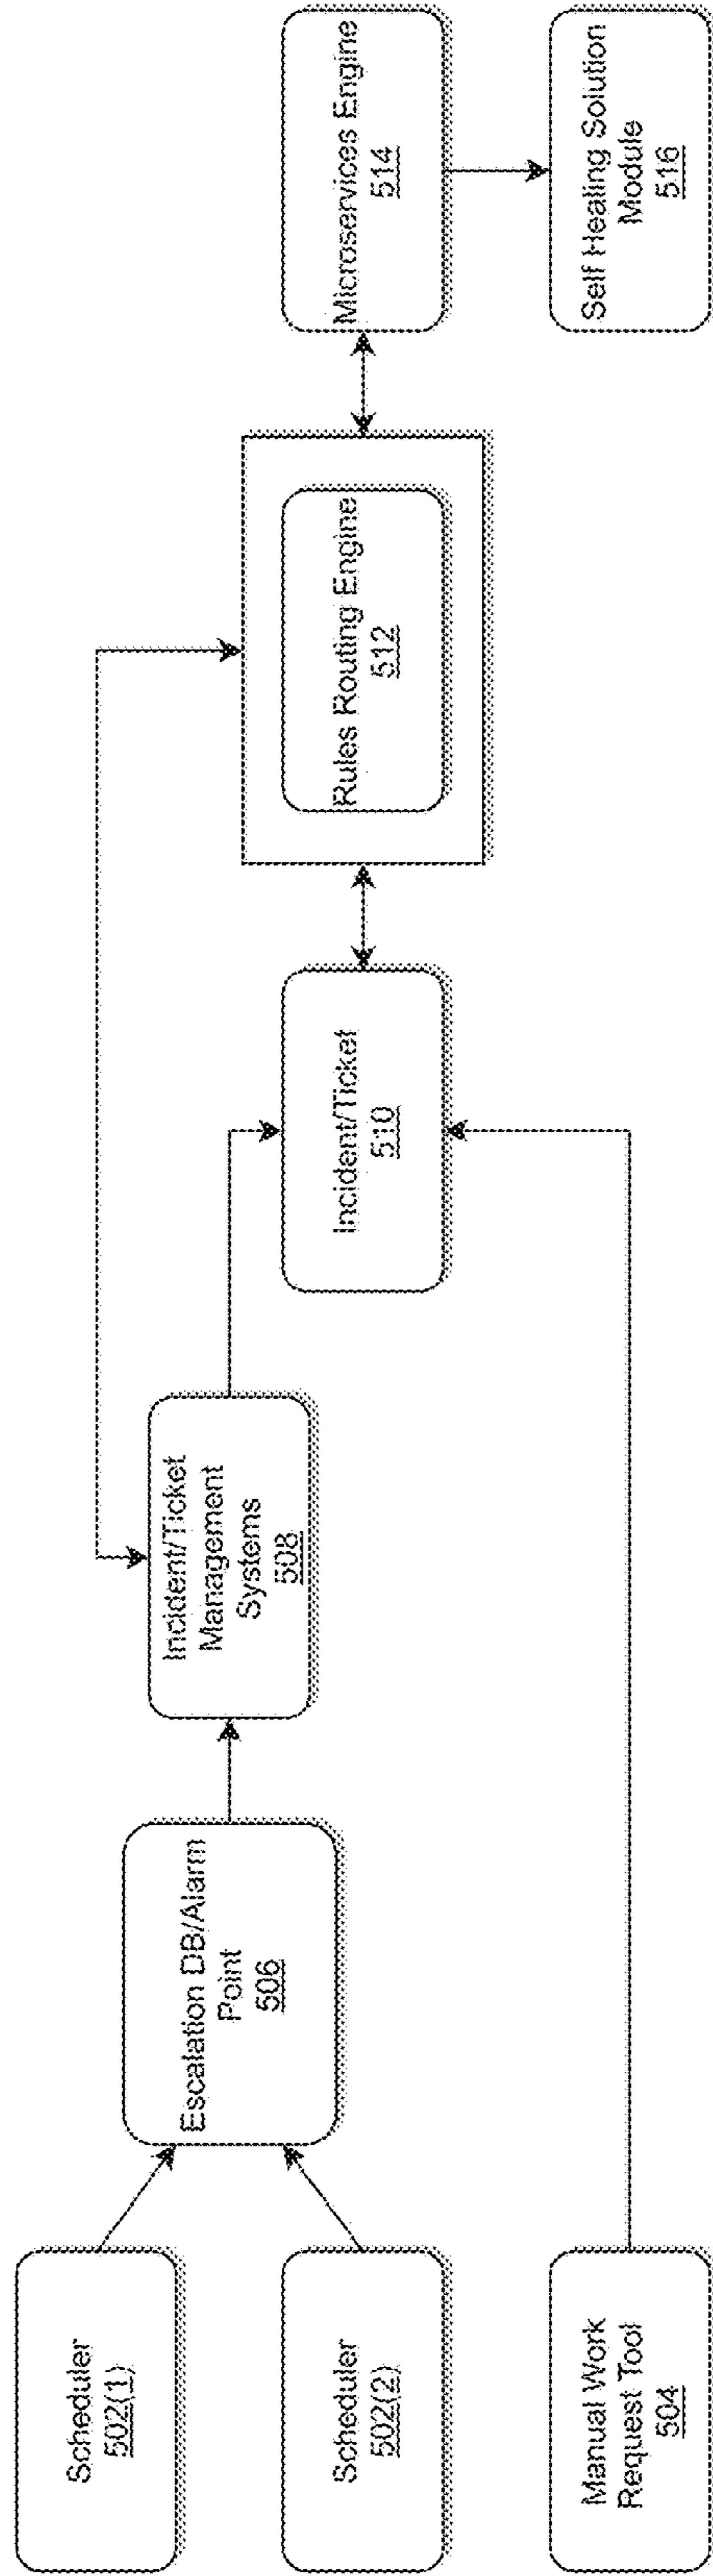 Scheduler
502(1)
Scheduler
502(2)
Manual Work
Request Tool
504
Escalation DB/Alarm
Point
506
Incident/Ticket
Management
Systems
508
Incident/Ticket
510
Rules Routing Engine
512
Microservices Engine
514
Self Healing Solution
Module
516